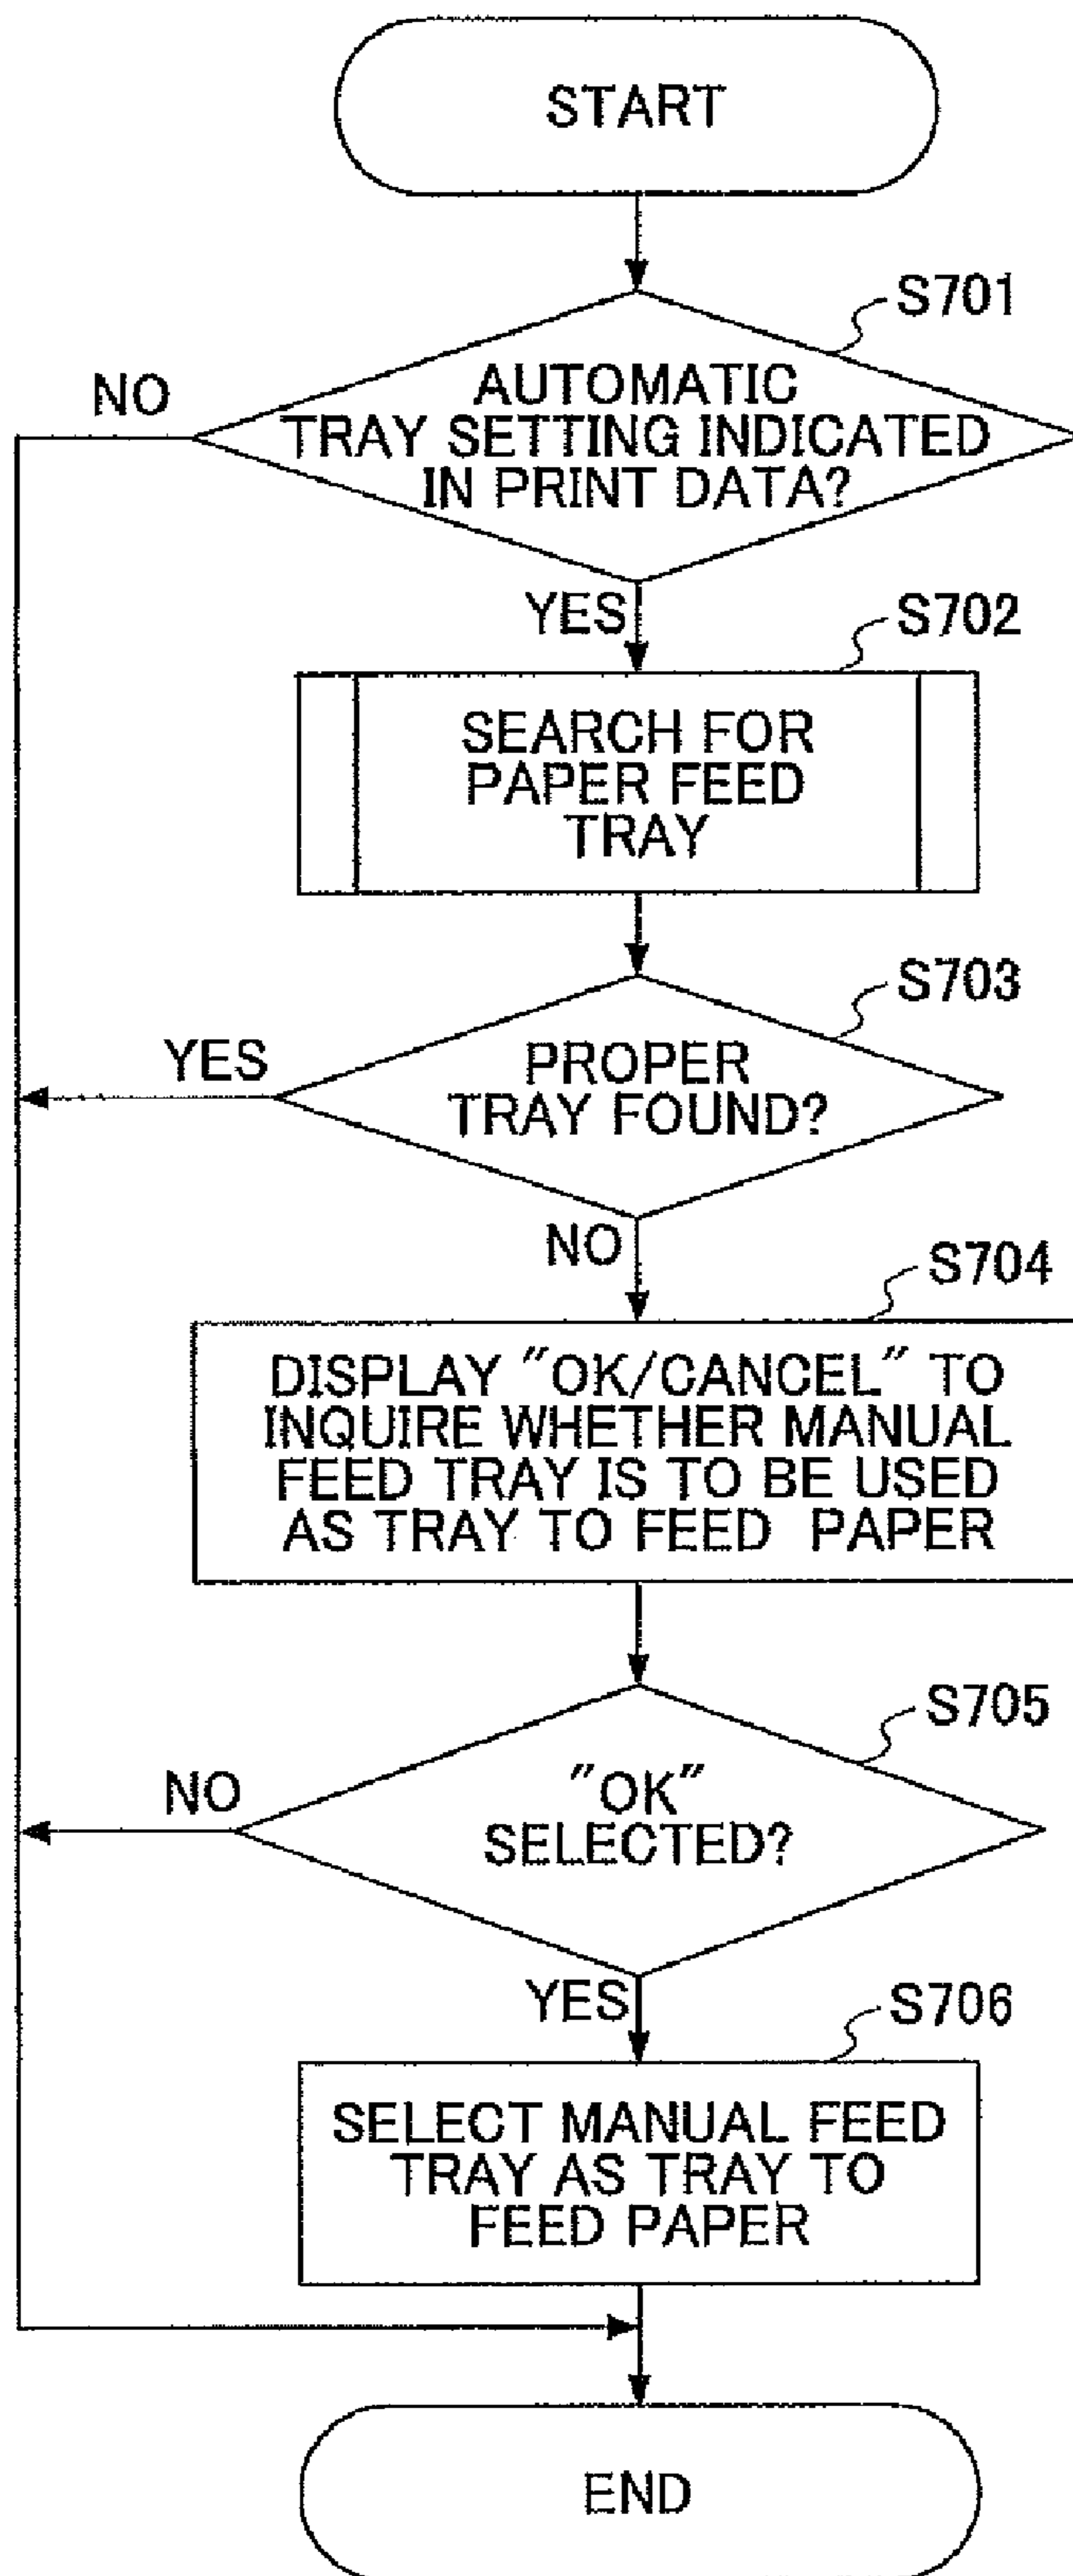 START
S701
NO
AUTOMATIC
TRAY SETTING INDICATED
IN PRINT DATA?
YES
S702
SEARCH FOR
PAPER FEED
TRAY
S703
YES
PROPER
TRAY FOUND?
NO
S704
DISPLAY "OK/CANCEL" TO
INQUIRE WHETHER MANUAL
FEED TRAY IS TO BE USED
AS TRAY TO FEED PAPER
S705
NO
"OK"
SELECTED?
YES
S706
SELECT MANUAL FEED
TRAY AS TRAY TO
FEED PAPER
END